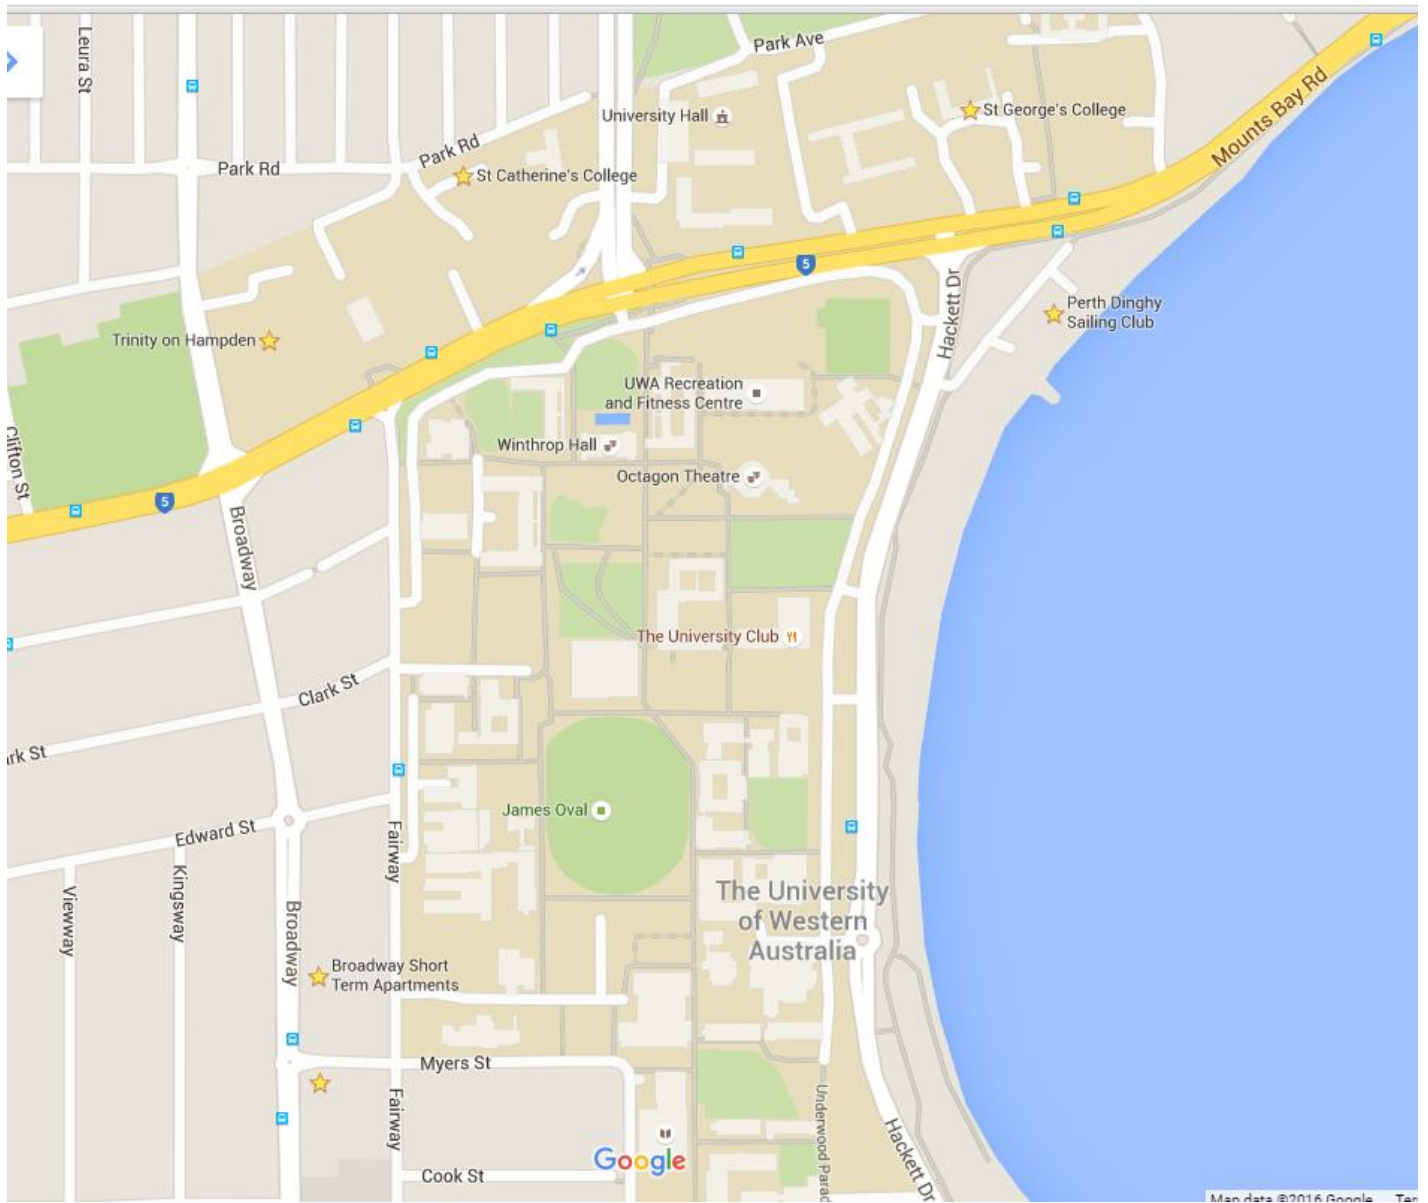 Leura St
Park Ave
University Hall
St George's College
Mounts Bay Rd
Park Rd
Park Rd
St Catherine's College
5
Hackett Dr
Perth Dinghy
Sailing Club
Trinity on Hampden
UWA Recreation
and Fitness Centre
Clifton St
Winthrop Hall
Octagon Theatre
5
Broadway
The University Club
Clark St
rk St
James Oval
Edward St
Fairway
Kingsway
Viewway
Broadway
The University
of Western
Australia
Broadway Short
Term Apartments
Myers St
Fairway
Underwood Parad
Hackett Dr
Google
Cook St
Map data ©2016 Google
Ter